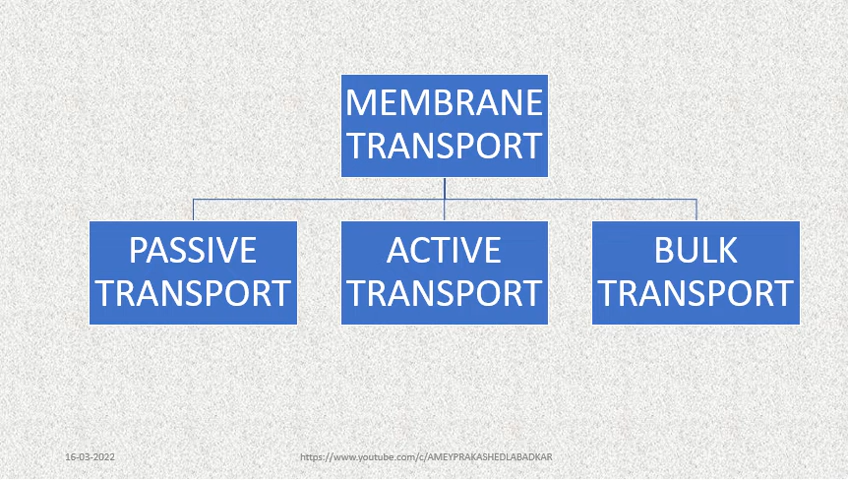 MEMBRANE
TRANSPORT
PASSIVE
TRANSPORT
ACTIVE
TRANSPORT
BULK
TRANSPORT
16-03-2022
https://www.youtube.com/c/AMEYPRAKASHEDLABADKAR